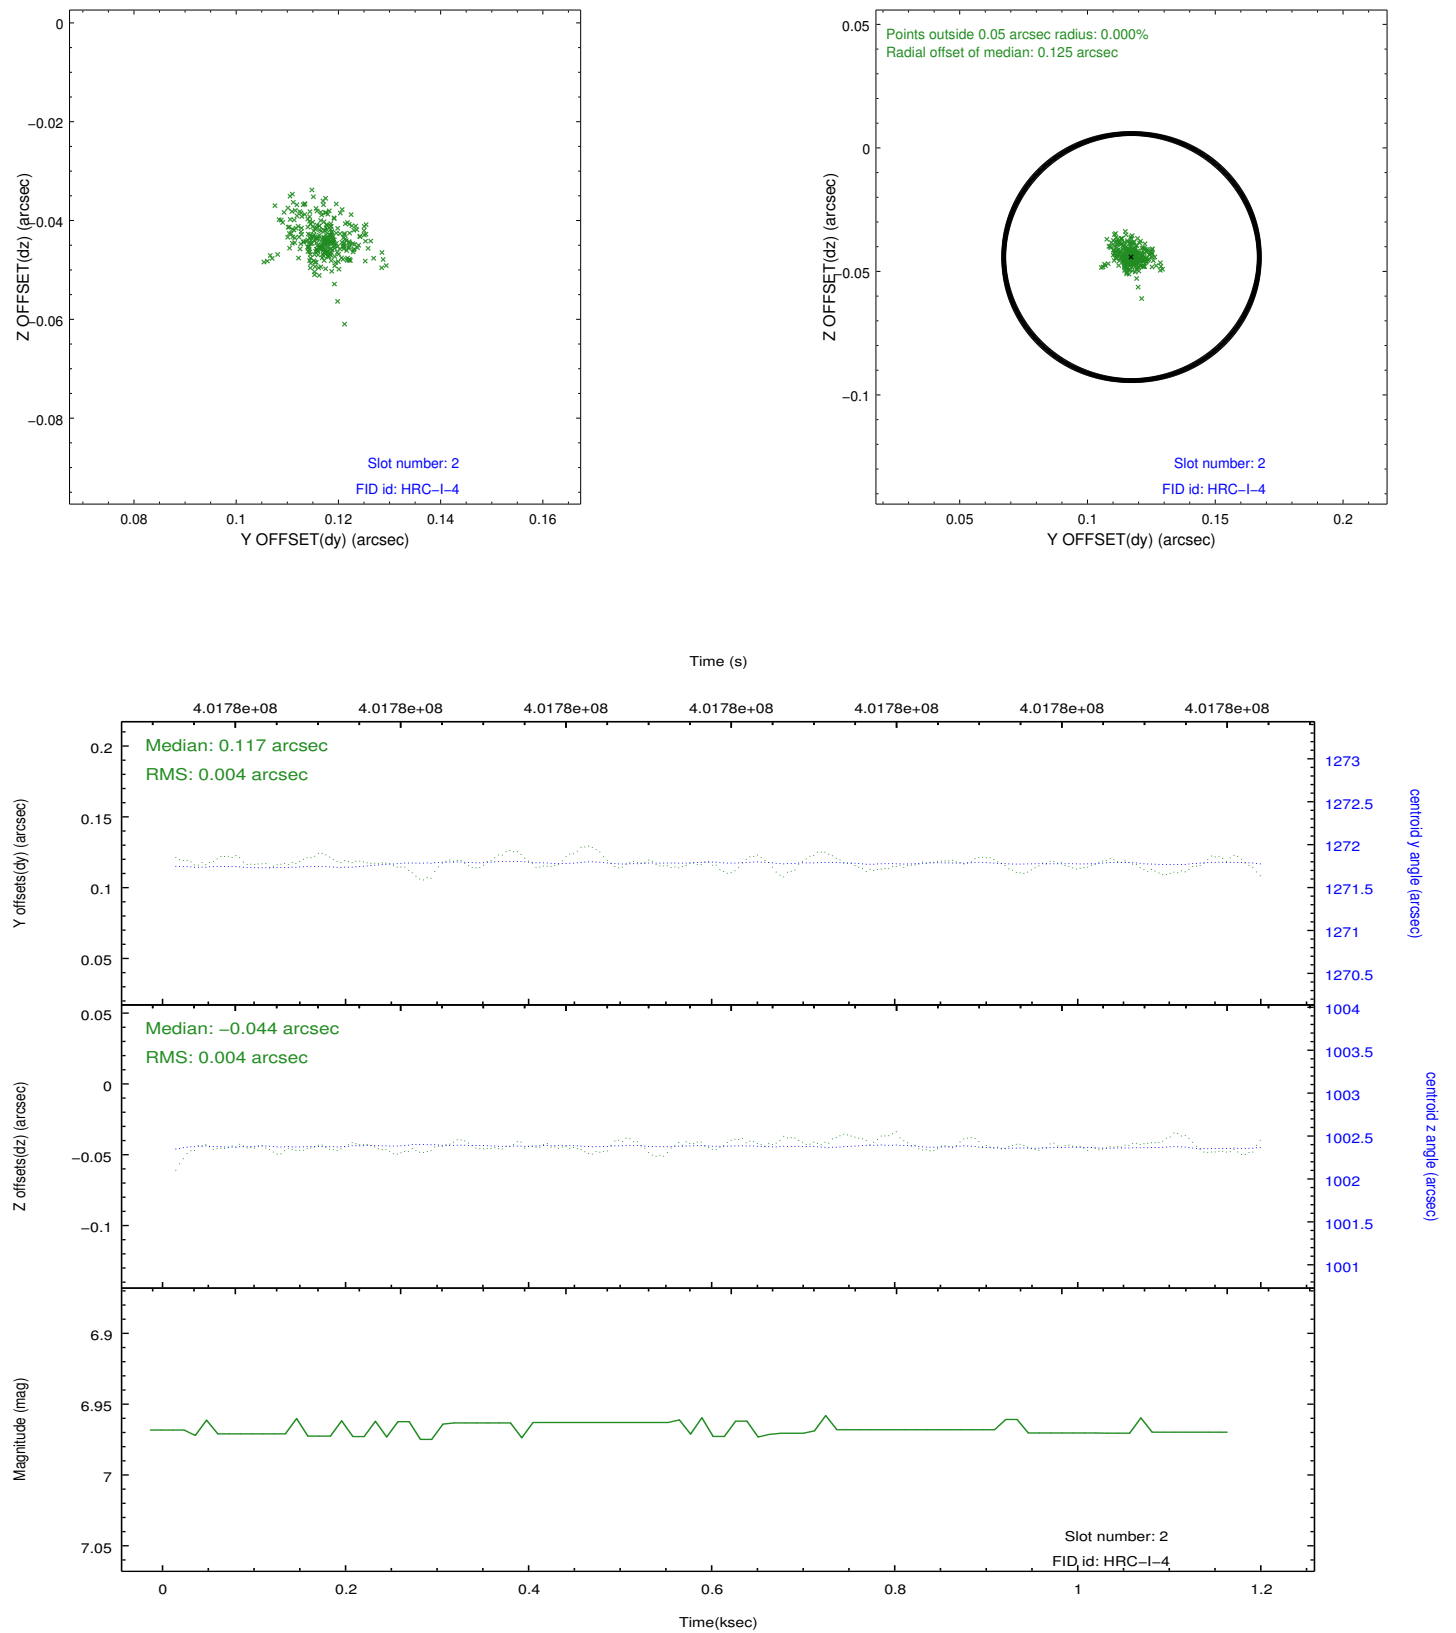 0
−0.02
−0.04
−0.06
−0.08
Z OFFSET(dz) (arcsec)
0.08
0.1
0.12
0.14
0.16
Y OFFSET(dy) (arcsec)
Slot number: 2
FID id: HRC−I−4
Points outside 0.05 arcsec radius: 0.000%
Radial offset of median: 0.125 arcsec
0.05
0
−0.05
−0.1
Z OFFSET(dz) (arcsec)
Slot number: 2
FID id: HRC−I−4
0.05
0.1
0.15
0.2
Y OFFSET(dy) (arcsec)
Time (s)
4.0178e+08
4.0178e+08
4.0178e+08
4.0178e+08
4.0178e+08
4.0178e+08
4.0178e+08
Median: 0.117 arcsec
RMS: 0.004 arcsec
0.2
0.15
0.1
0.05
Y offsets(dy) (arcsec)
1273
1272.5
1272
1271.5
1271
1270.5
centroid y angle (arcsec)
Median: −0.044 arcsec
RMS: 0.004 arcsec
0.05
0
−0.05
−0.1
Z offsets(dz) (arcsec)
1004
1003.5
1003
1002.5
1002
1001.5
1001
centroid z angle (arcsec)
6.9
6.95
7
7.05
Magnitude (mag)
Slot number: 2
FID id: HRC−I−4
0
0.2
0.4
0.6
0.8
1
1.2
Time(ksec)